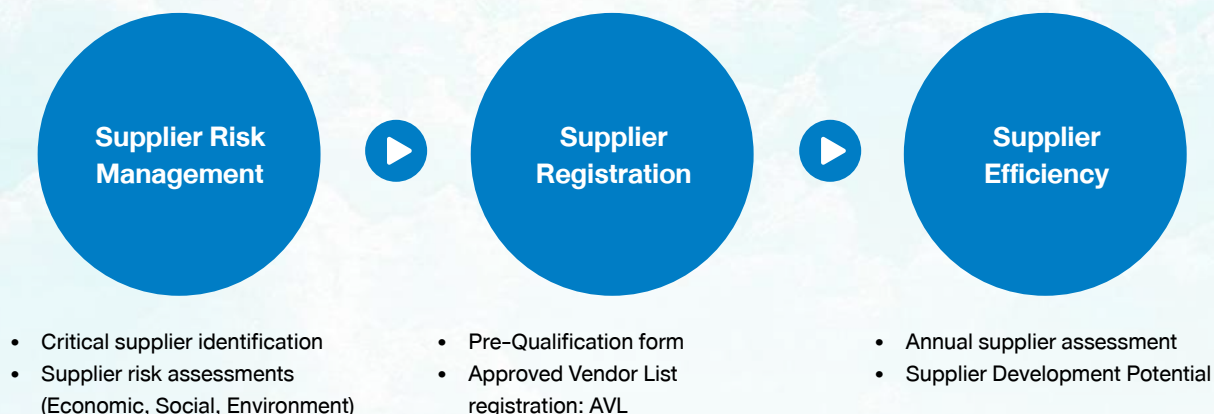 Supplier Risk
Management
Supplier
Registration
Supplier
Efficiency
• Critical supplier identification
• Supplier risk assessments
(Economic, Social, Environment)
• Pre-Qualification form
• Approved Vendor List
registration: AVL
• Annual supplier assessment
• Supplier Development Potential